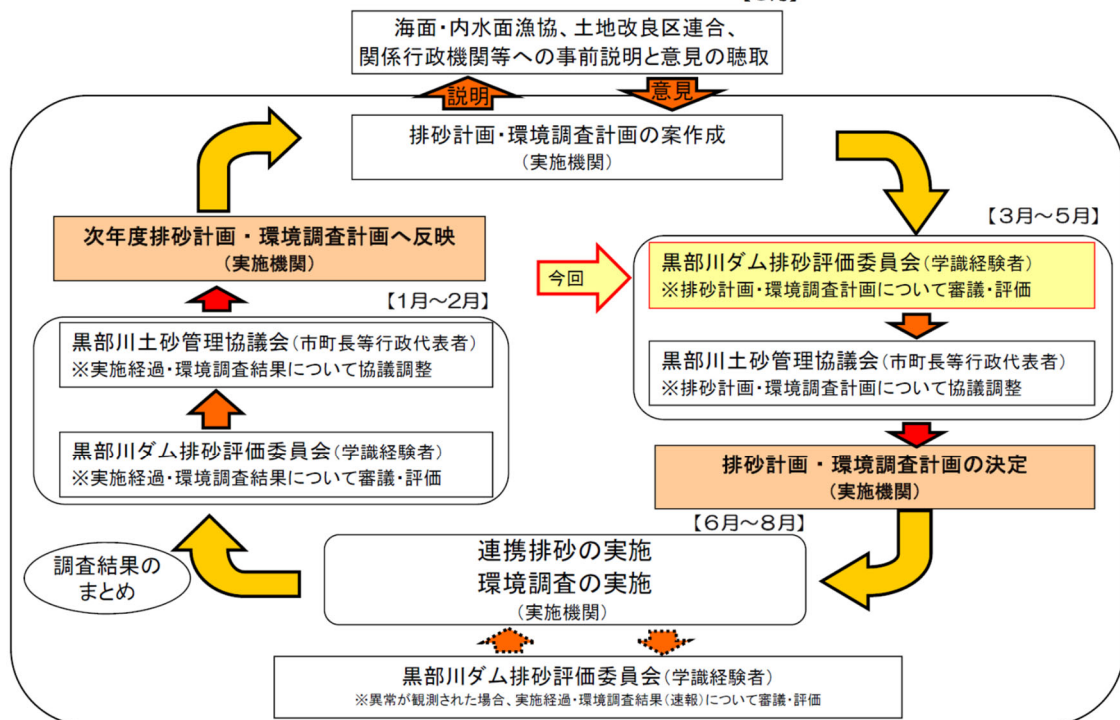 海面・内水面漁協、土地改良区連合、
関係行政機関等への事前説明と意見の聴取
説明
意見
排砂計画・環境調査計画の案作成
(実施機関)
【3月～5月】
次年度排砂計画・環境調査計画へ反映
(実施機関)
今回
黒部川ダム排砂評価委員会(学識経験者)
※排砂計画・環境調査計画について審議・評価
【1月～2月】
黒部川土砂管理協議会(市町長等行政代表者)
※実施経過・環境調査結果について協議調整
黒部川土砂管理協議会(市町長等行政代表者)
※排砂計画・環境調査計画について協議調整
黒部川ダム排砂評価委員会(学識経験者)
※実施経過・環境調査結果について審議・評価
排砂計画・環境調査計画の決定
(実施機関)
【6月～8月】
連携排砂の実施
環境調査の実施
(実施機関)
調査結果の
まとめ
黒部川ダム排砂評価委員会(学識経験者)
※異常が観測された場合、実施経過・環境調査結果(速報)について審議・評価